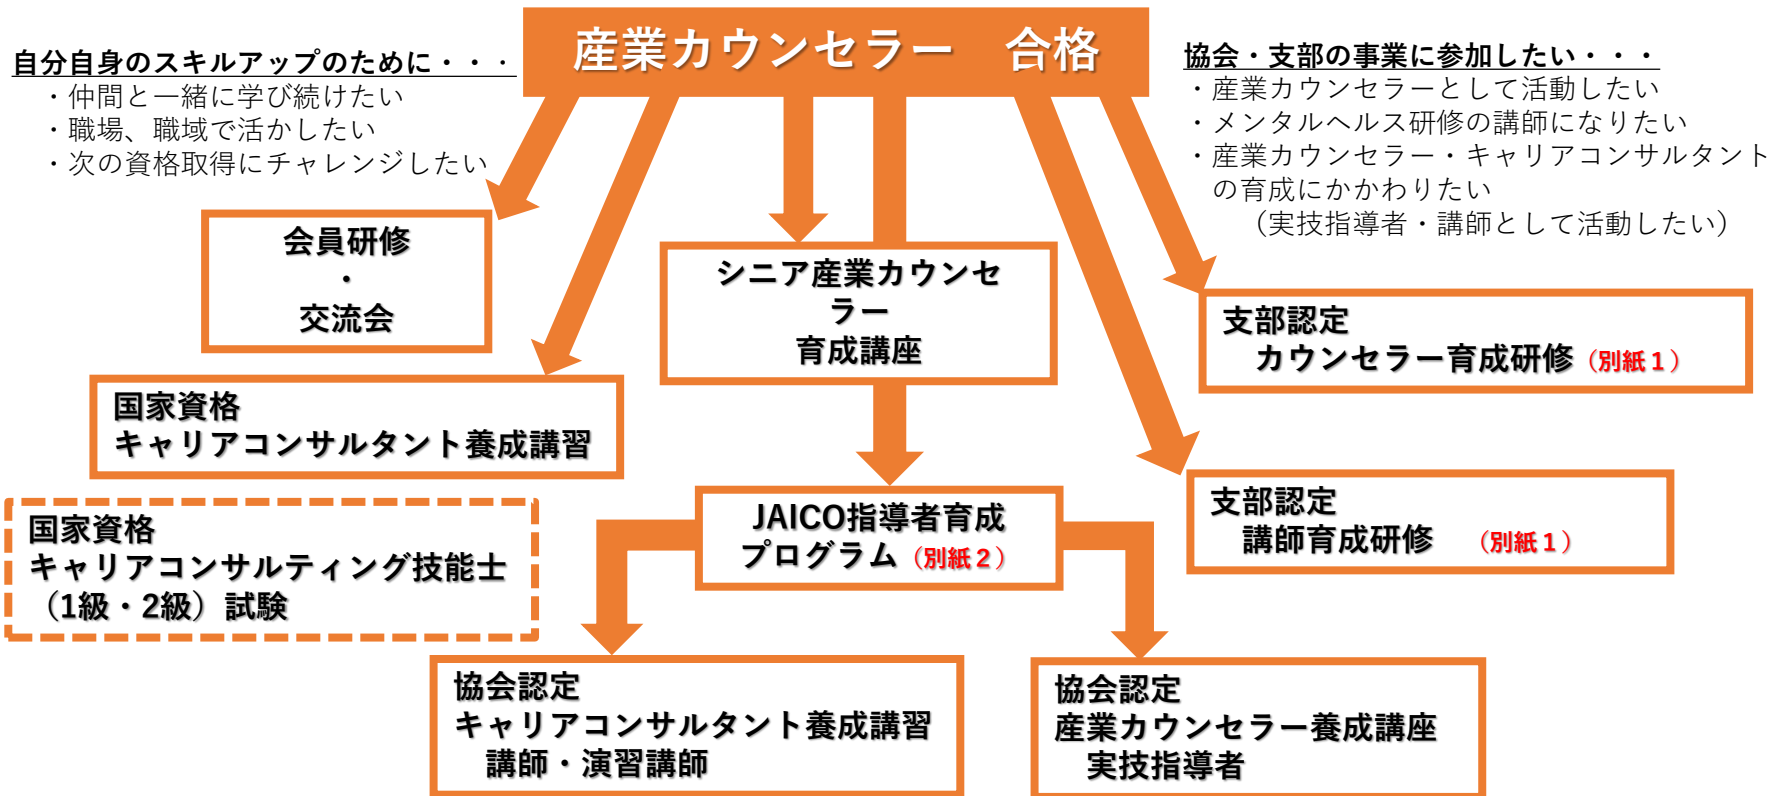 産業カウンセラー　合格
自分自身のスキルアップのために・・・
・仲間と一緒に学び続けたい
・職場、職域で活かしたい
・次の資格取得にチャレンジしたい
協会・支部の事業に参加したい・・・
・産業カウンセラーとして活動したい
・メンタルヘルス研修の講師になりたい
・産業カウンセラー・キャリアコンサルタント
の育成にかかわりたい
（実技指導者・講師として活動したい）
会員研修
・
交流会
シニア産業カウンセ
ラー
育成講座
支部認定
カウンセラー育成研修（別紙１）
国家資格
キャリアコンサルタント養成講習
支部認定
講師育成研修　（別紙１）
国家資格
キャリアコンサルティング技能士
（1級・2級）試験
JAICO指導者育成
プログラム（別紙２）
協会認定
キャリアコンサルタント養成講習
講師・演習講師
協会認定
産業カウンセラー養成講座
実技指導者